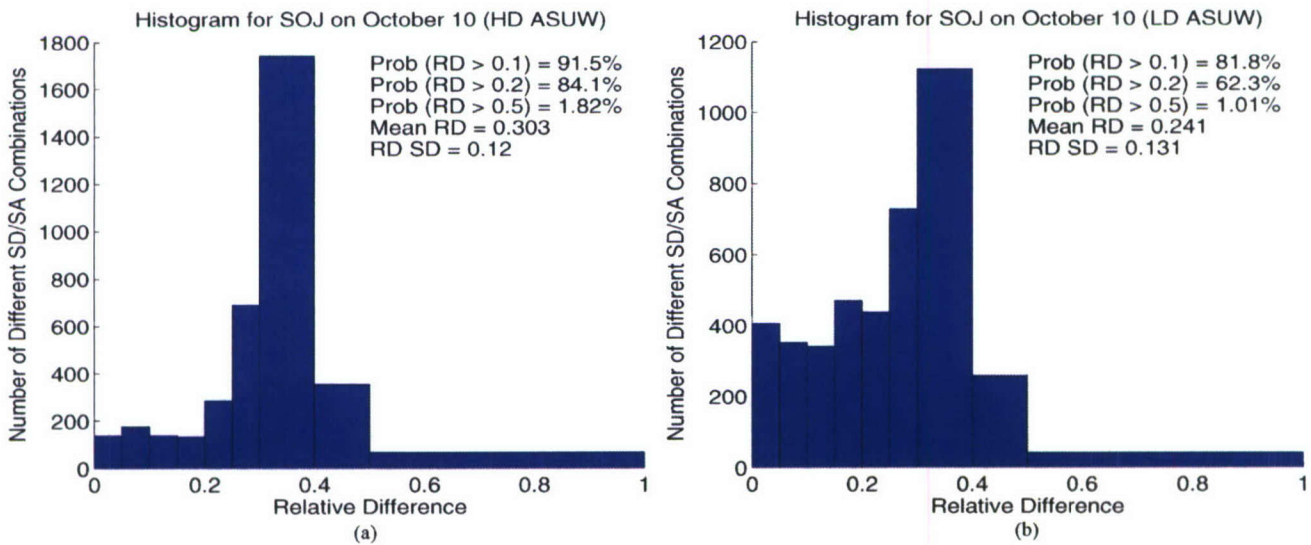 Histogram for SOJ on October 10 (HD ASUW)
Prob (RD > 0.1) = 91.5%
Prob (RD > 0.2) = 84.1%
Prob (RD > 0.5) = 1.82%
Mean RD = 0.303
RD SD = 0.12
Number of Different SD/SA Combinations
1800
1600
1400
1200
1000
800
600
400
200
0
0 0.2 0.4 0.6 0.8 1
Relative Difference
(a)
Histogram for SOJ on October 10 (LD ASUW)
Prob (RD > 0.1) = 81.8%
Prob (RD > 0.2) = 62.3%
Prob (RD > 0.5) = 1.01%
Mean RD = 0.241
RD SD = 0.131
Number of Different SD/SA Combinations
1200
1000
800
600
400
200
0
0 0.2 0.4 0.6 0.8 1
Relative Difference
(b)